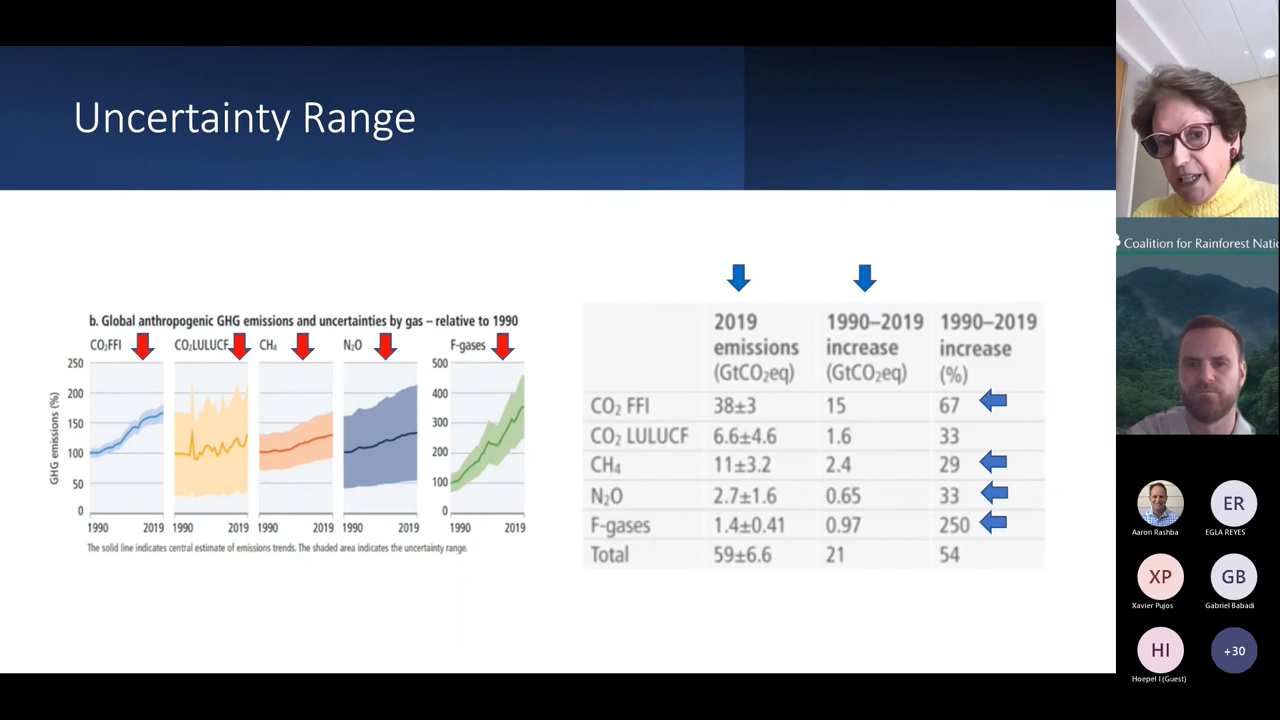 Uncertainty Range
b. Global anthropogenic GHG emissions and uncertainties by gas – relative to 1990
CO₂FFI
CO₂LULUCF
CH₄
N₂O
F-gases
GHG emissions (%)
250
200
150
100
50
0
500
400
300
200
100
0
1990 2019
1990 2019
1990 2019
1990 2019
1990 2019
The solid line indicates central estimate of emissions trends. The shaded area indicates the uncertainty range.
2019 emissions (GtCO₂eq) 1990–2019 increase (GtCO₂eq) 1990–2019 increase (%)
CO₂ FFI 38±3 15 67
CO₂ LULUCF 6.6±4.6 1.6 33
CH₄ 11±3.2 2.4 29
N₂O 2.7±1.6 0.65 33
F-gases 1.4±0.41 0.97 250
Total 59±6.6 21 54
Coalition for Rainforest Nati
Aaron Rashba
ER
EGLA REYES
XP
Xavier Pujos
GB
Gabriel Babadi
HI
Hoepel I (Guest)
+30